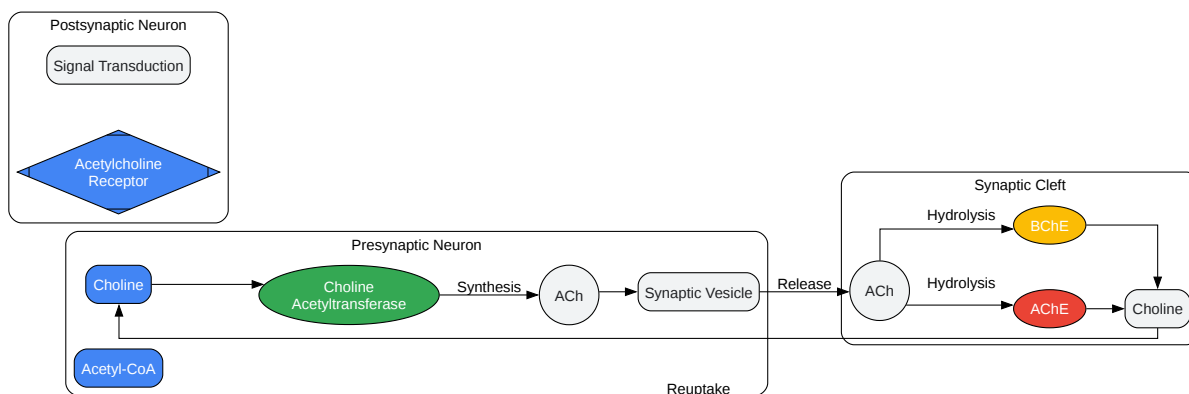 Postsynaptic Neuron
Signal Transduction
Acetylcholine
Receptor
Synaptic Cleft
Hydrolysis
BChE
Presynaptic Neuron
Choline
Choline
Acetyltransferase
Synthesis
ACh
Synaptic Vesicle
Release
ACh
Hydrolysis
AChE
Choline
Acetyl-CoA
Reuptake